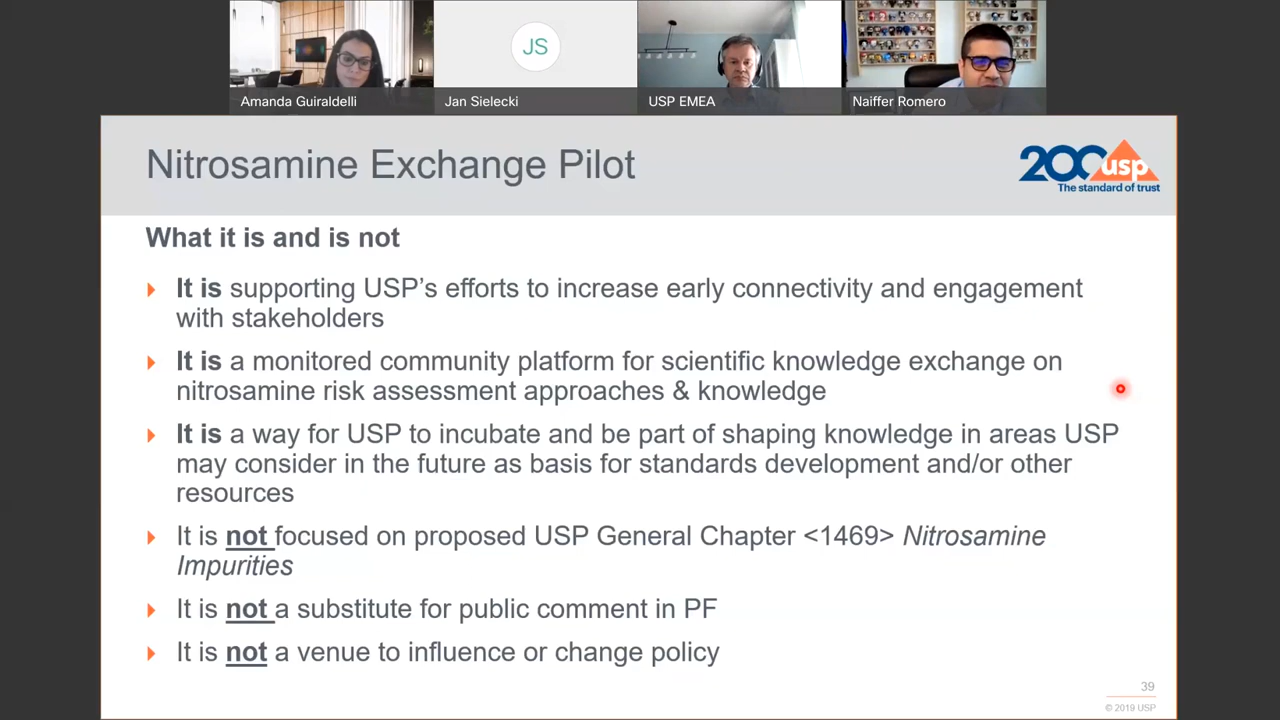 JS
Amanda Guiraldelli
Jan Sielecki
USP EMEA
Naiffer Romero
Nitrosamine Exchange Pilot
200 usp
The standard of trust
What it is and is not
It is supporting USP’s efforts to increase early connectivity and engagement
with stakeholders
It is a monitored community platform for scientific knowledge exchange on
nitrosamine risk assessment approaches & knowledge
It is a way for USP to incubate and be part of shaping knowledge in areas USP
may consider in the future as basis for standards development and/or other
resources
It is not focused on proposed USP General Chapter <1469> Nitrosamine
Impurities
It is not a substitute for public comment in PF
It is not a venue to influence or change policy
39
© 2019 USP